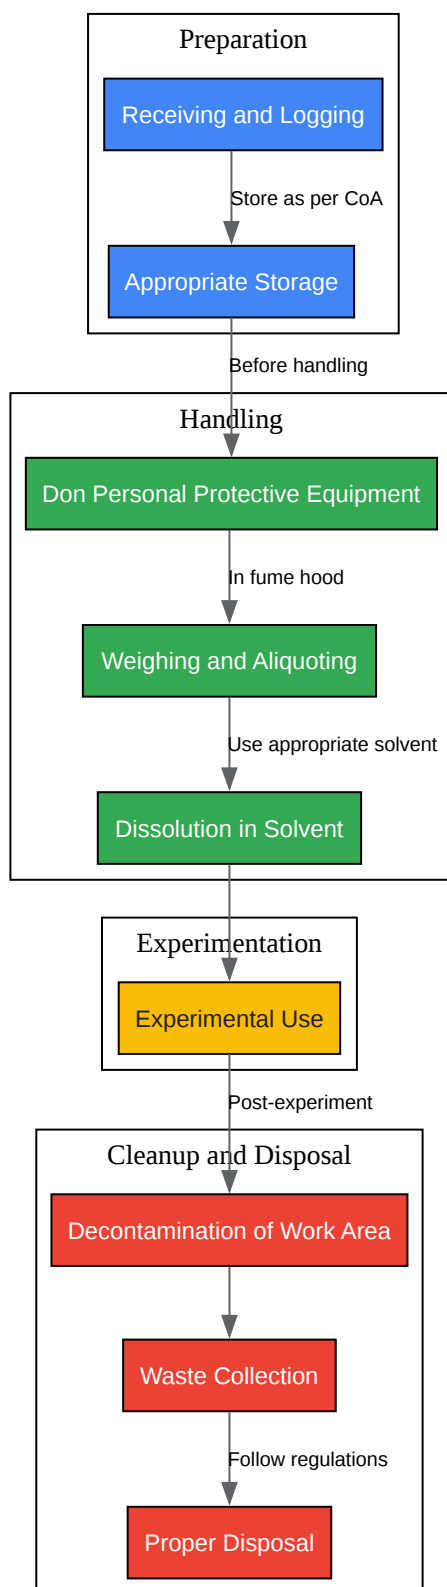 Preparation
Receiving and Logging
Store as per CoA
Appropriate Storage
Before handling
Handling
Don Personal Protective Equipment
In fume hood
Weighing and Aliquoting
Use appropriate solvent
Dissolution in Solvent
Experimentation
Experimental Use
Post-experiment
Cleanup and Disposal
Decontamination of Work Area
Waste Collection
Follow regulations
Proper Disposal